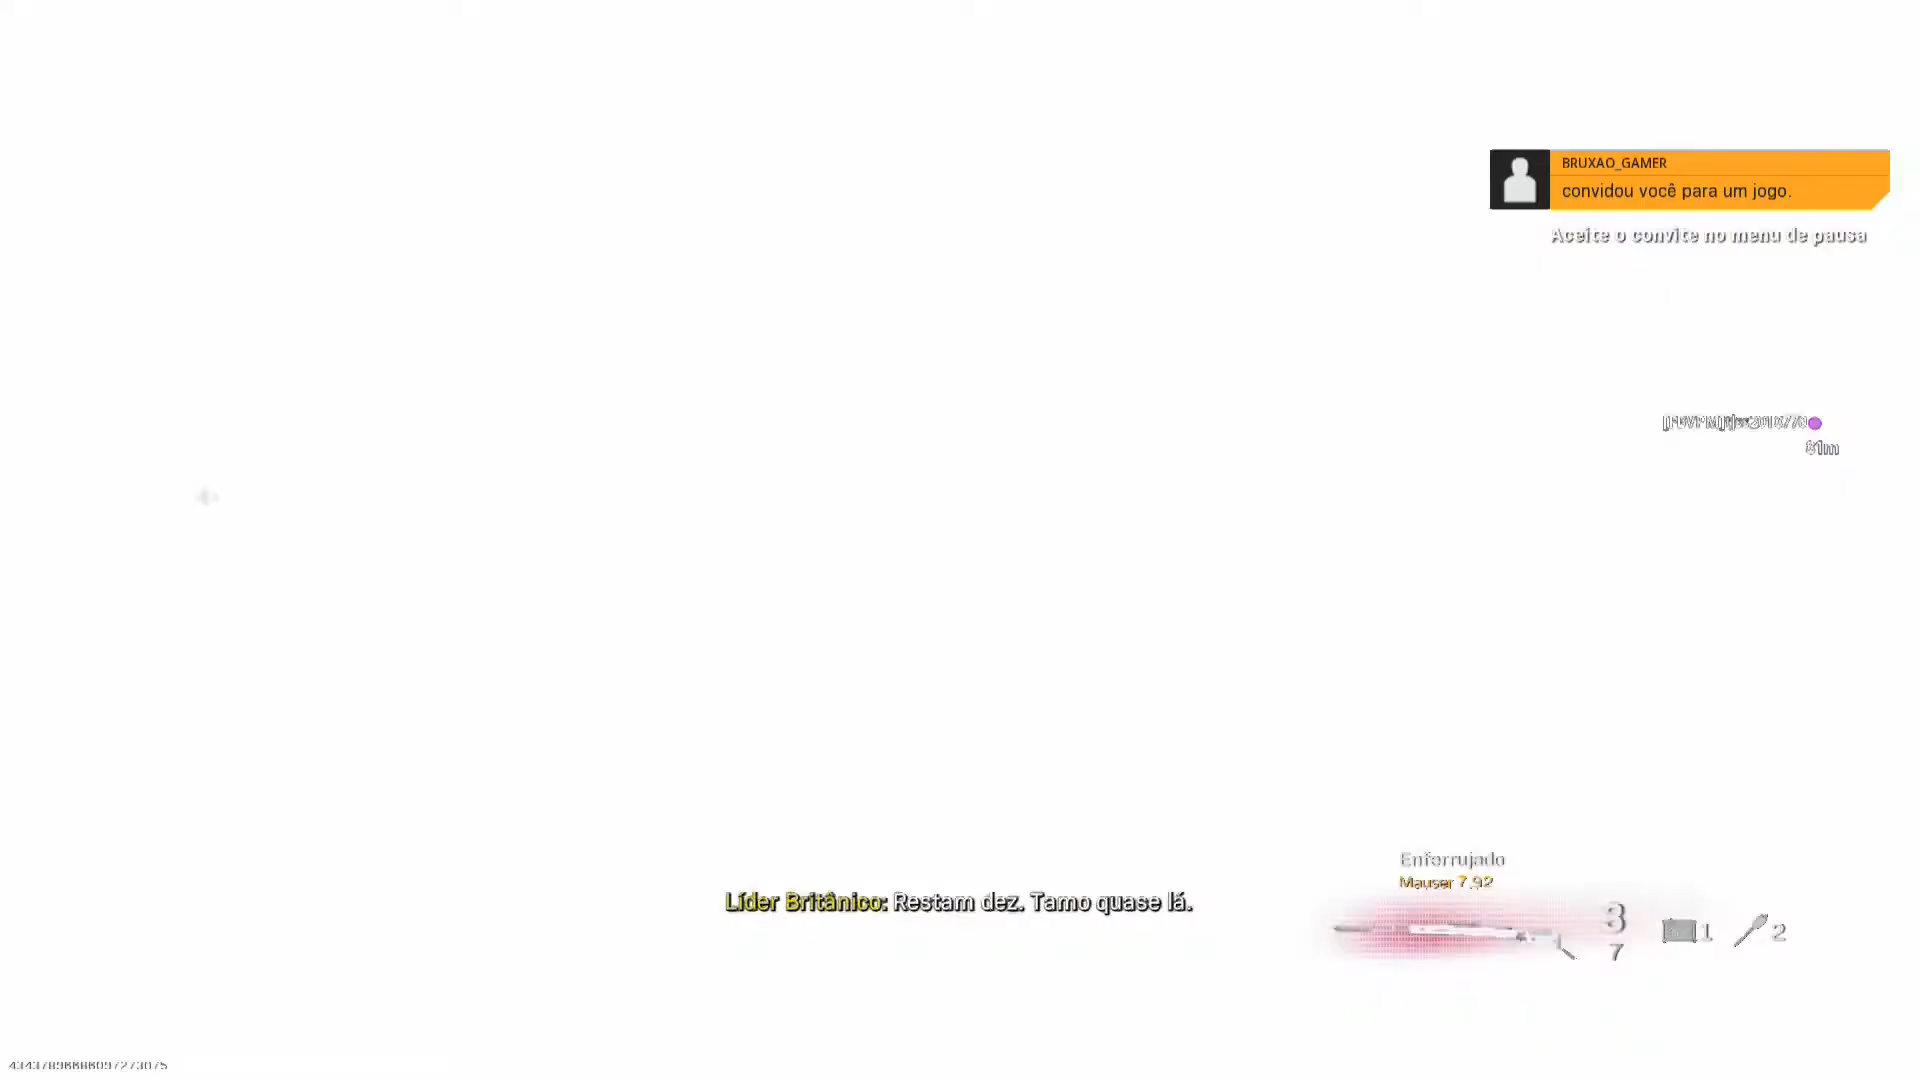 BRUXAO_GAMER
convidou você para um jogo.
Aceite o convite no menu de pausa
Enferrujado
Mauser 7.92
Líder Britânico: Restam dez. Tamo quase lá.
8
7
1
2